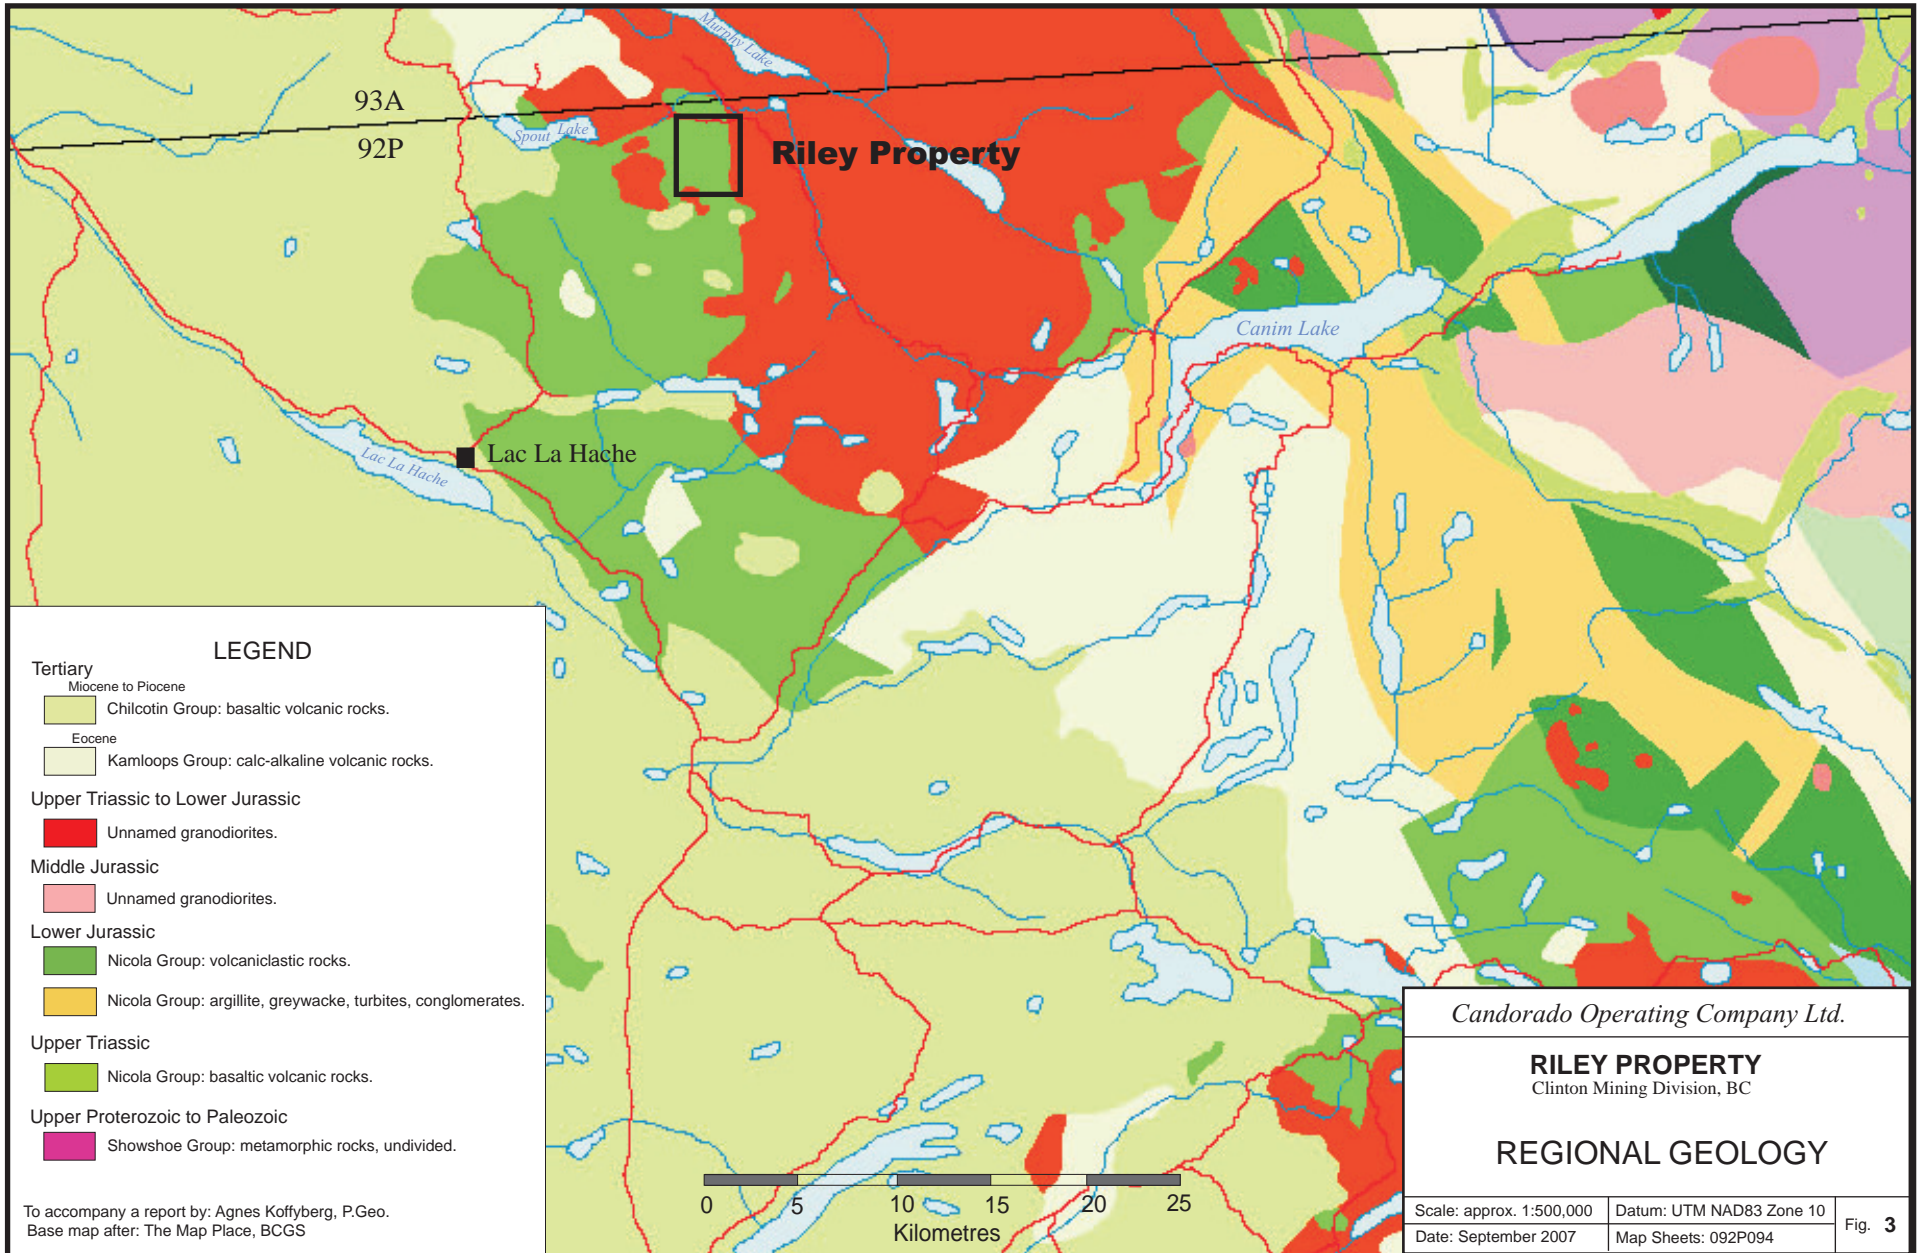 Murphy Lake
93A
92P
Spout Lake
Riley Property
Canim Lake
Lac La Hache
Lac La Hache
LEGEND
Tertiary
Miocene to Piocene
Chilcotin Group: basaltic volcanic rocks.
Eocene
Kamloops Group: calc-alkaline volcanic rocks.
Upper Triassic to Lower Jurassic
Unnamed granodiorites.
Middle Jurassic
Unnamed granodiorites.
Lower Jurassic
Nicola Group: volcaniclastic rocks.
Nicola Group: argillite, greywacke, turbites, conglomerates.
Upper Triassic
Nicola Group: basaltic volcanic rocks.
Upper Proterozoic to Paleozoic
Showshoe Group: metamorphic rocks, undivided.
To accompany a report by: Agnes Koffyberg, P.Geo.
Base map after: The Map Place, BCGS
0 5 10 15 20 25
Kilometres
Candorado Operating Company Ltd.
RILEY PROPERTY
Clinton Mining Division, BC
REGIONAL GEOLOGY
Scale: approx. 1:500,000
Datum: UTM NAD83 Zone 10
Date: September 2007
Map Sheets: 092P094
Fig. 3